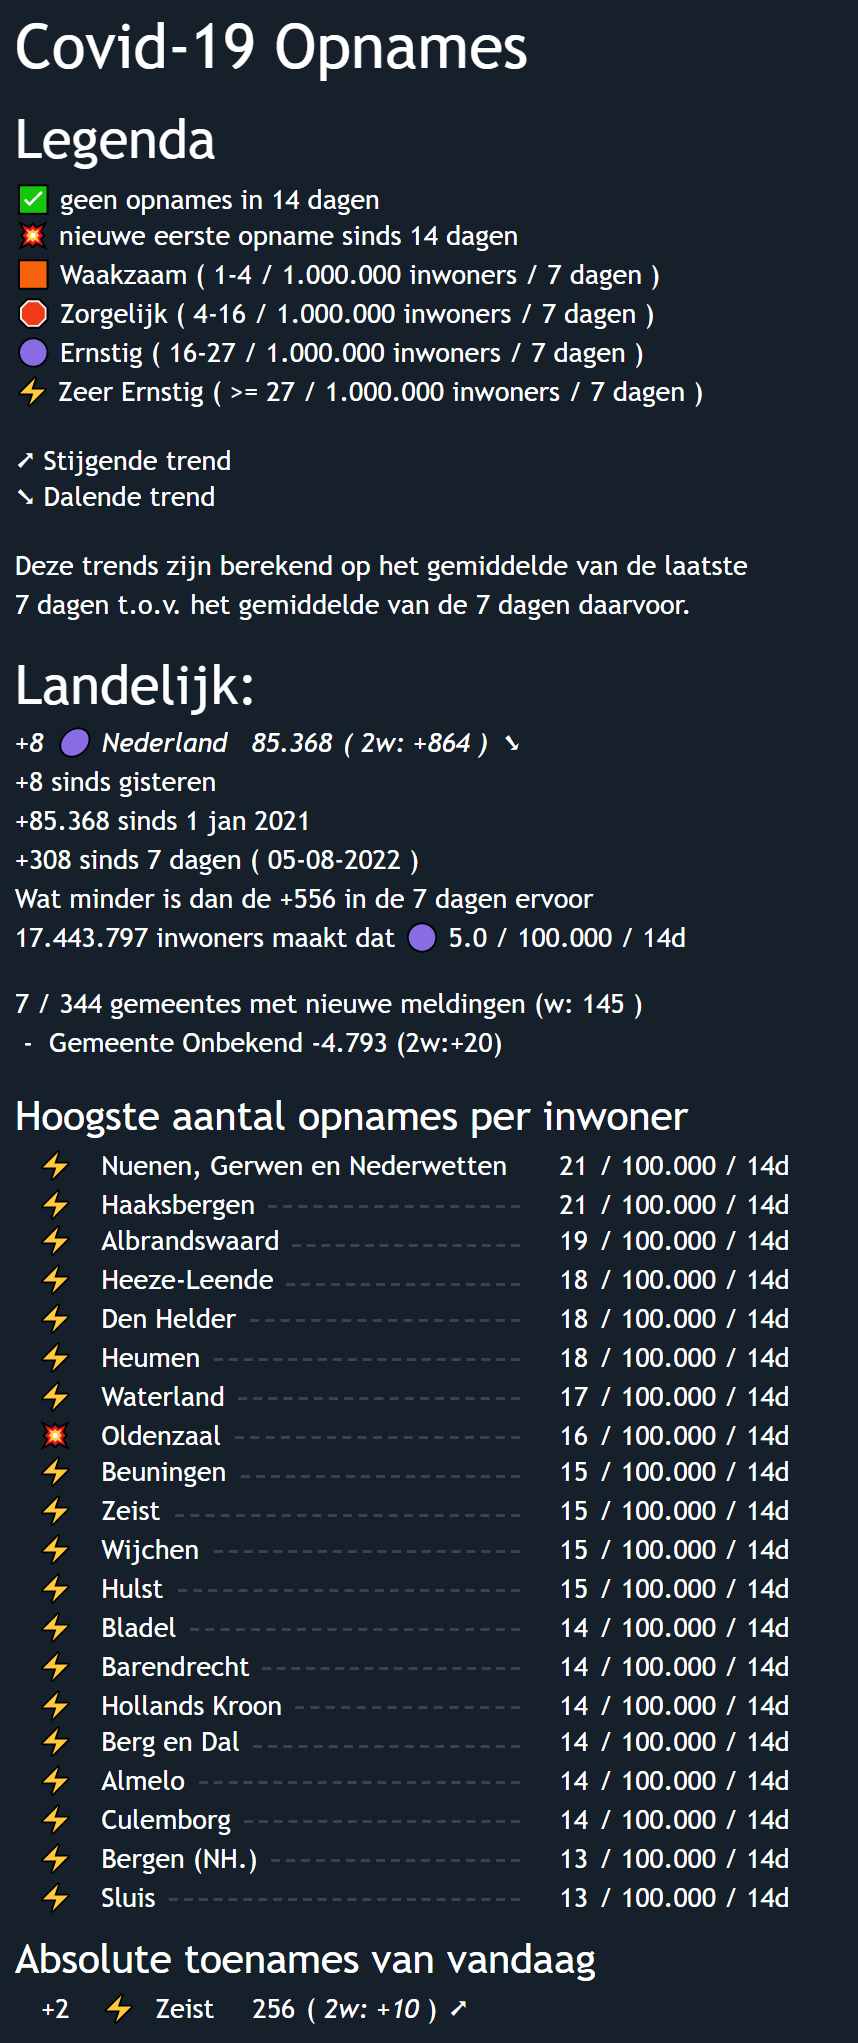 Covid-19 Opnames
Legenda
✅ geen opnames in 14 dagen
💥 nieuwe eerste opname sinds 14 dagen
🟧 Waakzaam ( 1-4 / 1.000.000 inwoners / 7 dagen )
🛑 Zorgelijk ( 4-16 / 1.000.000 inwoners / 7 dagen )
🟣 Ernstig ( 16-27 / 1.000.000 inwoners / 7 dagen )
⚡ Zeer Ernstig ( >= 27 / 1.000.000 inwoners / 7 dagen )
➚ Stijgende trend
➘ Dalende trend
Deze trends zijn berekend op het gemiddelde van de laatste
7 dagen t.o.v. het gemiddelde van de 7 dagen daarvoor.
Landelijk:
+8 🟣 Nederland 85.368 ( 2w: +864 ) ➘
+8 sinds gisteren
+85.368 sinds 1 jan 2021
+308 sinds 7 dagen ( 05-08-2022 )
Wat minder is dan de +556 in de 7 dagen ervoor
17.443.797 inwoners maakt dat 🟣 5.0 / 100.000 / 14d
7 / 344 gemeentes met nieuwe meldingen (w: 145 )
- Gemeente Onbekend -4.793 (2w:+20)
Hoogste aantal opnames per inwoner
⚡ Nuenen, Gerwen en Nederwetten 21 / 100.000 / 14d
⚡ Haaksbergen 21 / 100.000 / 14d
⚡ Albrandswaard 19 / 100.000 / 14d
⚡ Heeze-Leende 18 / 100.000 / 14d
⚡ Den Helder 18 / 100.000 / 14d
⚡ Heumen 18 / 100.000 / 14d
⚡ Waterland 17 / 100.000 / 14d
💥 Oldenzaal 16 / 100.000 / 14d
⚡ Beuningen 15 / 100.000 / 14d
⚡ Zeist 15 / 100.000 / 14d
⚡ Wijchen 15 / 100.000 / 14d
⚡ Hulst 15 / 100.000 / 14d
⚡ Bladel 14 / 100.000 / 14d
⚡ Barendrecht 14 / 100.000 / 14d
⚡ Hollands Kroon 14 / 100.000 / 14d
⚡ Berg en Dal 14 / 100.000 / 14d
⚡ Almelo 14 / 100.000 / 14d
⚡ Culemborg 14 / 100.000 / 14d
⚡ Bergen (NH.) 13 / 100.000 / 14d
⚡ Sluis 13 / 100.000 / 14d
Absolute toenames van vandaag
+2 ⚡ Zeist 256 ( 2w: +10 ) ➚